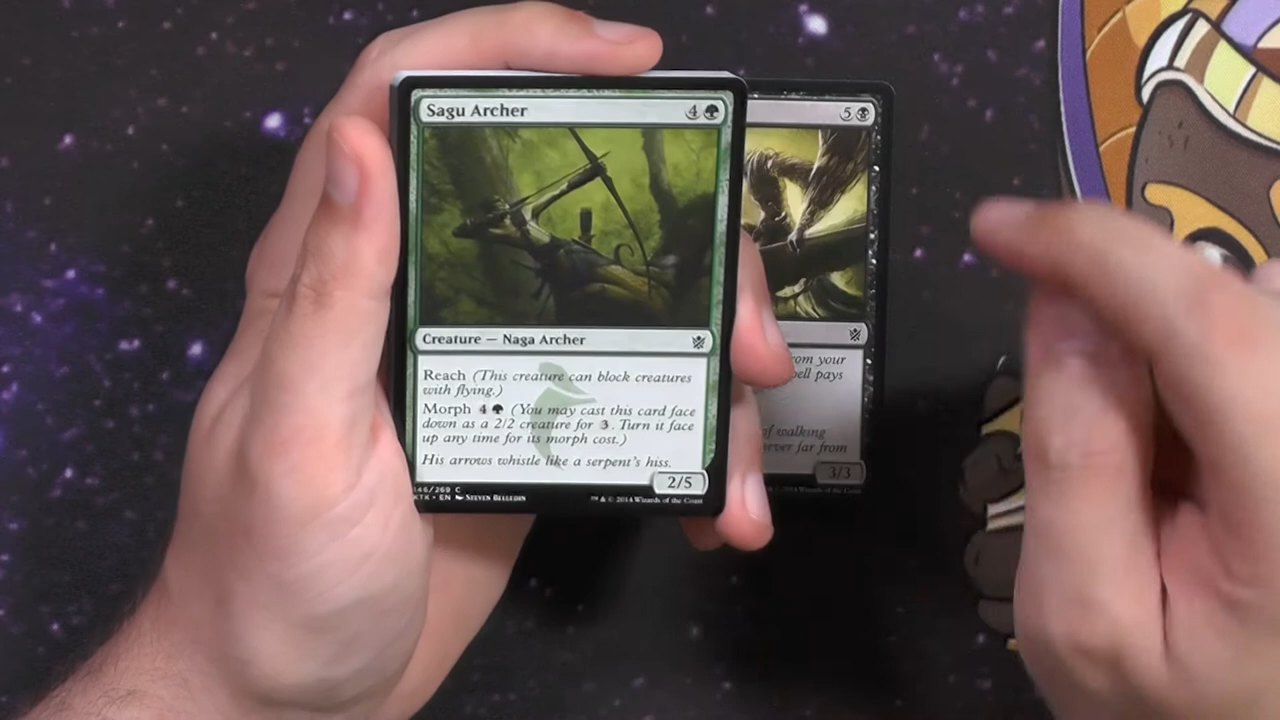 Sagu Archer 4
Creature — Naga Archer
Reach (This creature can block creatures
with flying.)
Morph 4 (You may cast this card face
down as a 2/2 creature for 3. Turn it face
up any time for its morph cost.)
His arrows whistle like a serpent's hiss.
2/5
46/269 C
KTK • EN Steven Belledin
™ & © 2014 Wizards of the Coast
5
from your
pell pays
of walking
never far from
3/3
& © 2014 Wizards of the Coast